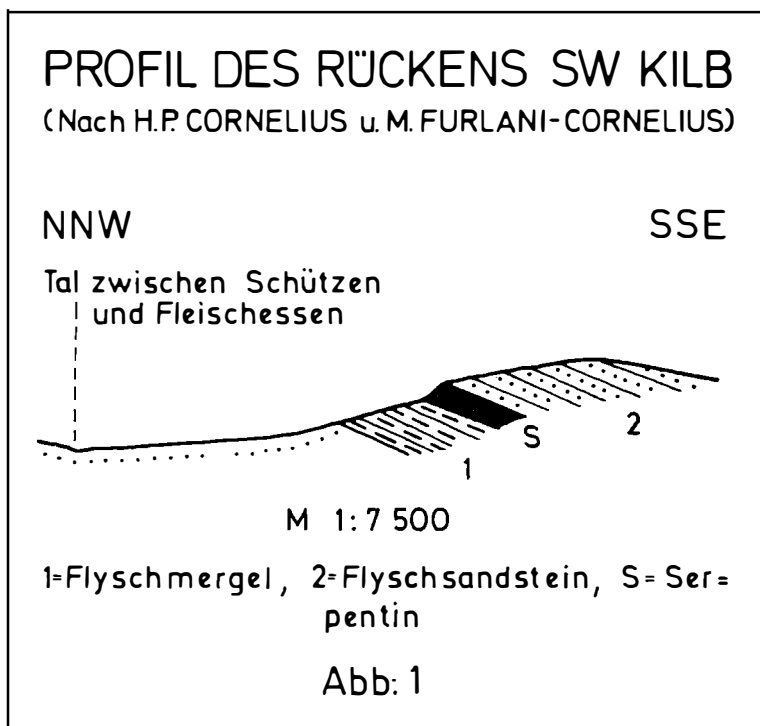 PROFIL DES RÜCKENS SW KILB
(Nach H.P. CORNELIUS u. M. FURLANI-CORNELIUS)
NNW SSE
Tal zwischen Schützen
und Fleischessen
S 2
1
M 1:7 500
1=Flyschmergel, 2=Flyschsandstein, S=Ser=
pentin
Abb: 1